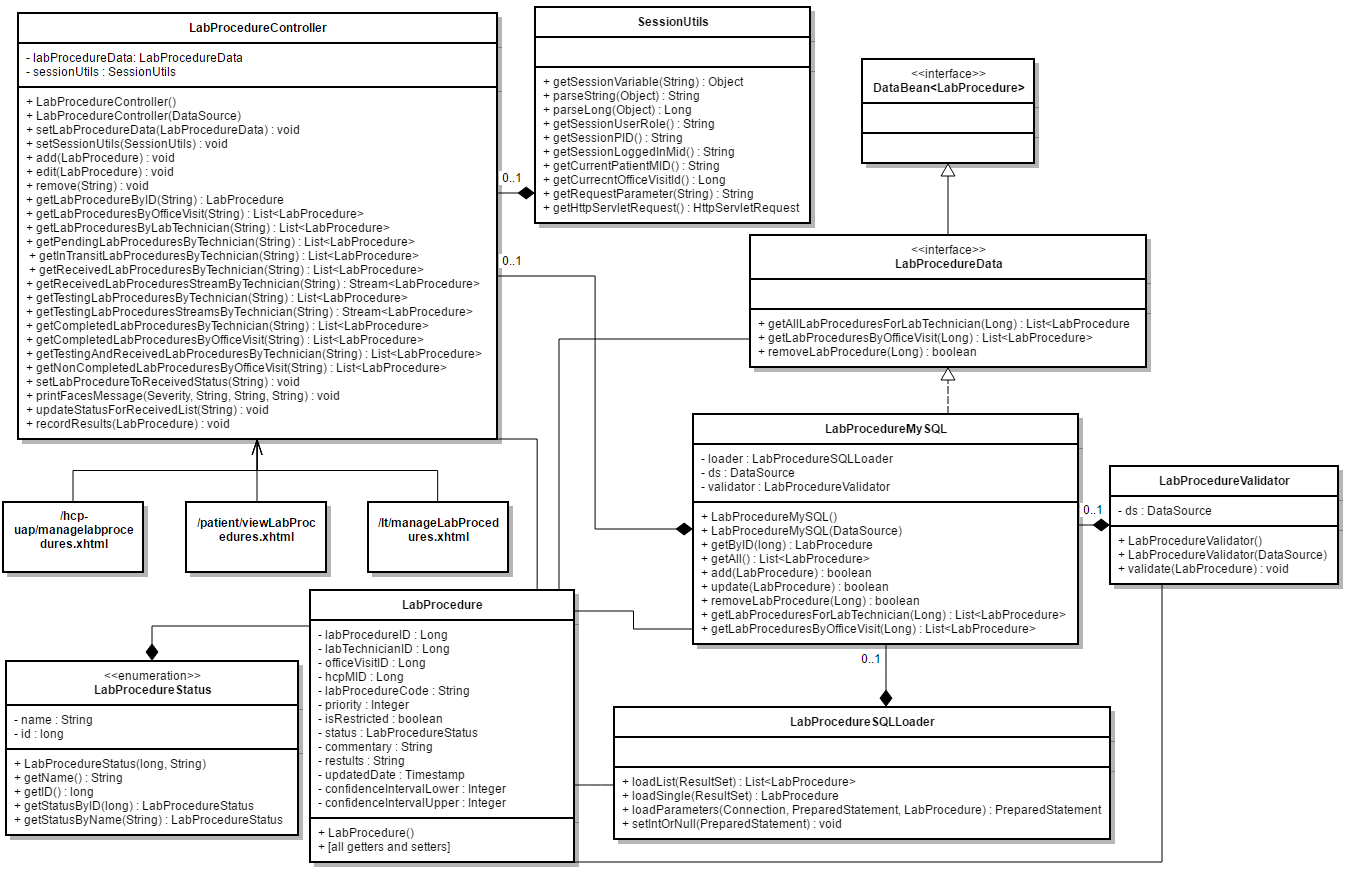 LabProcedureController
- labProcedureData: LabProcedureData
- sessionUtils : SessionUtils
+ LabProcedureController()
+ LabProcedureController(DataSource)
+ setLabProcedureData(LabProcedureData) : void
+ setSessionUtils(SessionUtils) : void
+ add(LabProcedure) : void
+ edit(LabProcedure) : void
+ remove(String) : void
+ getLabProcedureByID(String) : LabProcedure
+ getLabProceduresByOfficeVisit(String) : List<LabProcedure>
+ getLabProceduresByLabTechnician(String) : List<LabProcedure>
+ getPendingLabProceduresByTechnician(String) : List<LabProcedure>
+ getInTransitLabProceduresByTechnician(String) : List<LabProcedure>
+ getReceivedLabProceduresByTechnician(String) : List<LabProcedure>
+ getReceivedLabProceduresStreamByTechnician(String) : Stream<LabProcedure>
+ getTestingLabProceduresByTechnician(String) : List<LabProcedure>
+ getTestingLabProceduresStreamsByTechnician(String) : Stream<LabProcedure>
+ getCompletedLabProceduresByTechnician(String) : List<LabProcedure>
+ getCompletedLabProceduresByOfficeVisit(String) : List<LabProcedure>
+ getTestingAndReceivedLabProceduresByTechnician(String) : List<LabProcedure>
+ getNonCompletedLabProceduresByOfficeVisit(String) : List<LabProcedure>
+ setLabProcedureToReceivedStatus(String) : void
+ printFacesMessage(Severity, String, String, String) : void
+ updateStatusForReceivedList(String) : void
+ recordResults(LabProcedure) : void
SessionUtils
+ getSessionVariable(String) : Object
+ parseString(Object) : String
+ parseLong(Object) : Long
+ getSessionUserRole() : String
+ getSessionPID() : String
+ getSessionLoggedInMid() : String
+ getCurrentPatientMID() : String
+ getCurrecntOfficeVisitId() : Long
+ getRequestParameter(String) : String
+ getHttpServletRequest() : HttpServletRequest
0..1
0..1
<<interface>>
DataBean<LabProcedure>
<<interface>>
LabProcedureData
+ getAllLabProceduresForLabTechnician(Long) : List<LabProcedure
+ getLabProceduresByOfficeVisit(Long) : List<LabProcedure>
+ removeLabProcedure(Long) : boolean
LabProcedureMySQL
- loader : LabProcedureSQLLoader
- ds : DataSource
- validator : LabProcedureValidator
+ LabProcedureMySQL()
+ LabProcedureMySQL(DataSource)
+ getByID(long) : LabProcedure
+ getAll() : List<LabProcedure>
+ add(LabProcedure) : boolean
+ update(LabProcedure) : boolean
+ removeLabProcedure(Long) : boolean
+ getLabProceduresForLabTechnician(Long) : List<LabProcedure>
+ getLabProceduresByOfficeVisit(Long) : List<LabProcedure>
0..1
LabProcedureValidator
- ds : DataSource
+ LabProcedureValidator()
+ LabProcedureValidator(DataSource)
+ validate(LabProcedure) : void
/hcp-
uap/managelabproce
dures.xhtml
/patient/viewLabProc
edures.xhtml
/lt/manageLabProced
ures.xhtml
LabProcedure
- labProcedureID : Long
- labTechnicianID : Long
- officeVisitID : Long
- hcpMID : Long
- labProcedureCode : String
- priority : Integer
- isRestricted : boolean
- status : LabProcedureStatus
- commentary : String
- restults : String
- updatedDate : Timestamp
- confidenceIntervalLower : Integer
- confidenceIntervalUpper : Integer
+ LabProcedure()
+ [all getters and setters]
<<enumeration>>
LabProcedureStatus
- name : String
- id : long
+ LabProcedureStatus(long, String)
+ getName() : String
+ getID() : long
+ getStatusByID(long) : LabProcedureStatus
+ getStatusByName(String) : LabProcedureStatus
0..1
LabProcedureSQLLoader
+ loadList(ResultSet) : List<LabProcedure>
+ loadSingle(ResultSet) : LabProcedure
+ loadParameters(Connection, PreparedStatement, LabProcedure) : PreparedStatement
+ setIntOrNull(PreparedStatement) : void